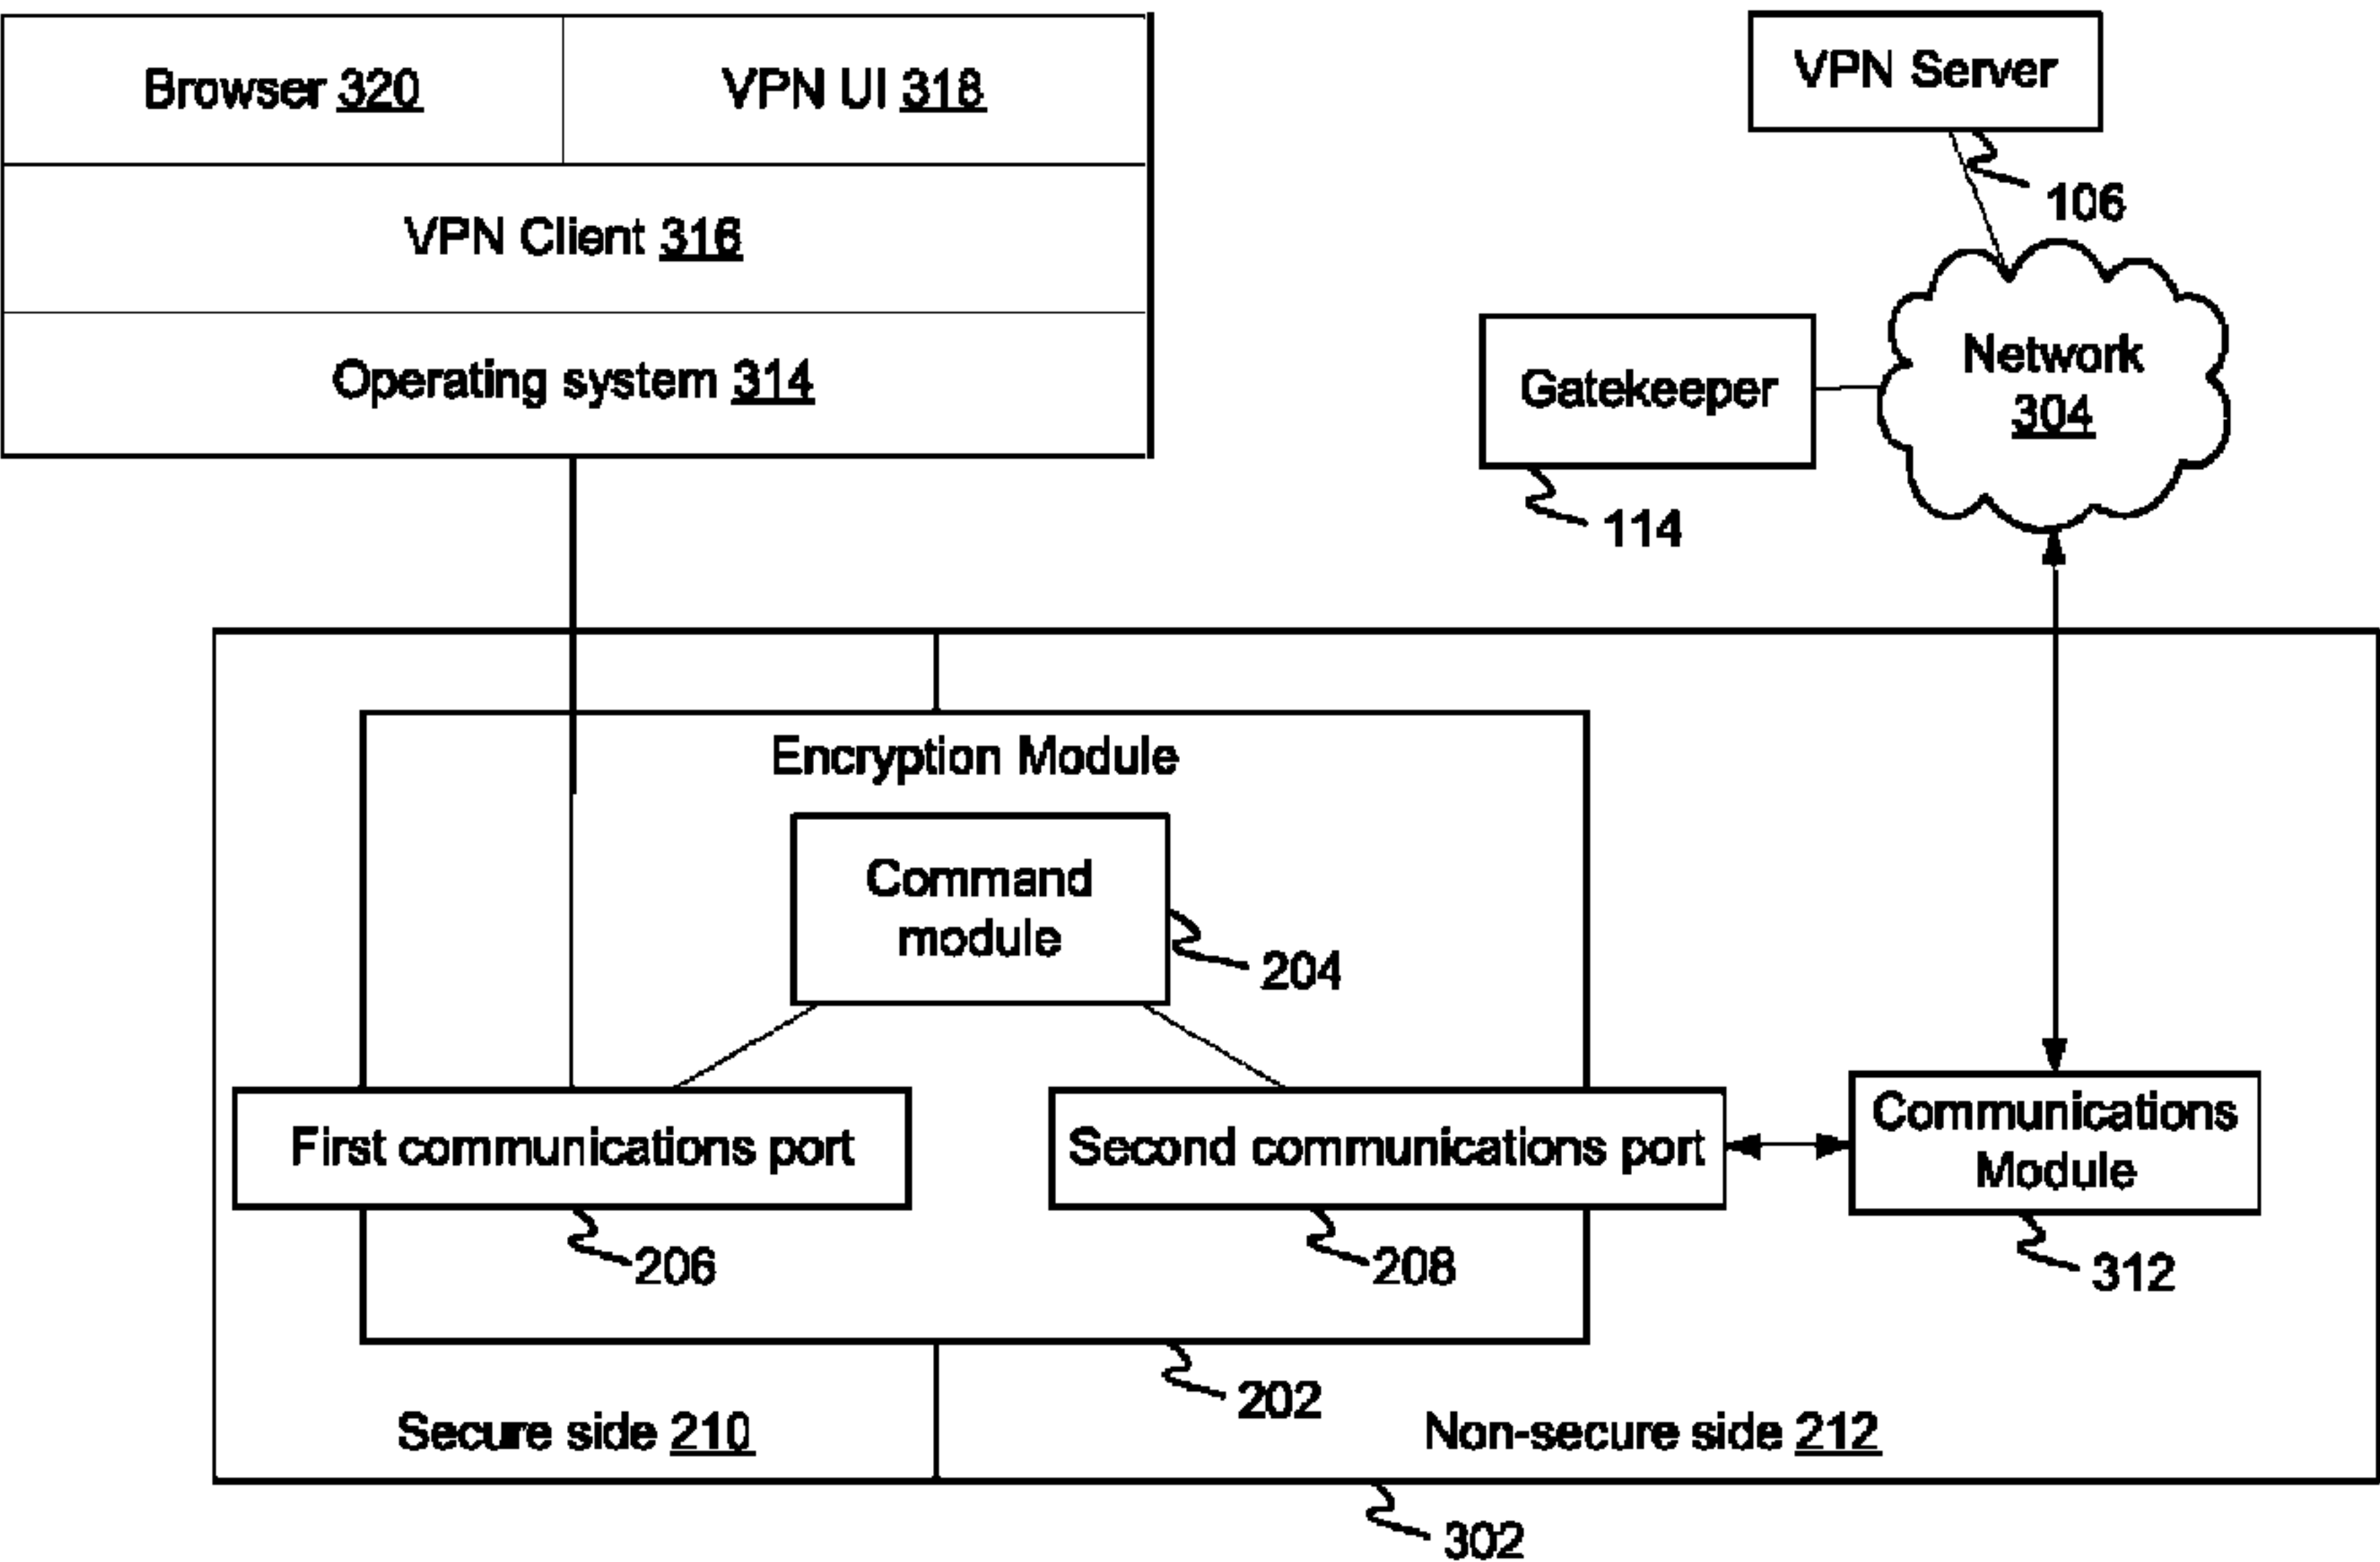 Browser 320
VPN UI 318
VPN Server
106
VPN Client 316
Operating system 314
Gatekeeper
114
Network
304
Encryption Module
Command
module
204
First communications port
206
Second communications port
208
Communications
Module
312
202
Secure side 210
Non-secure side 212
302